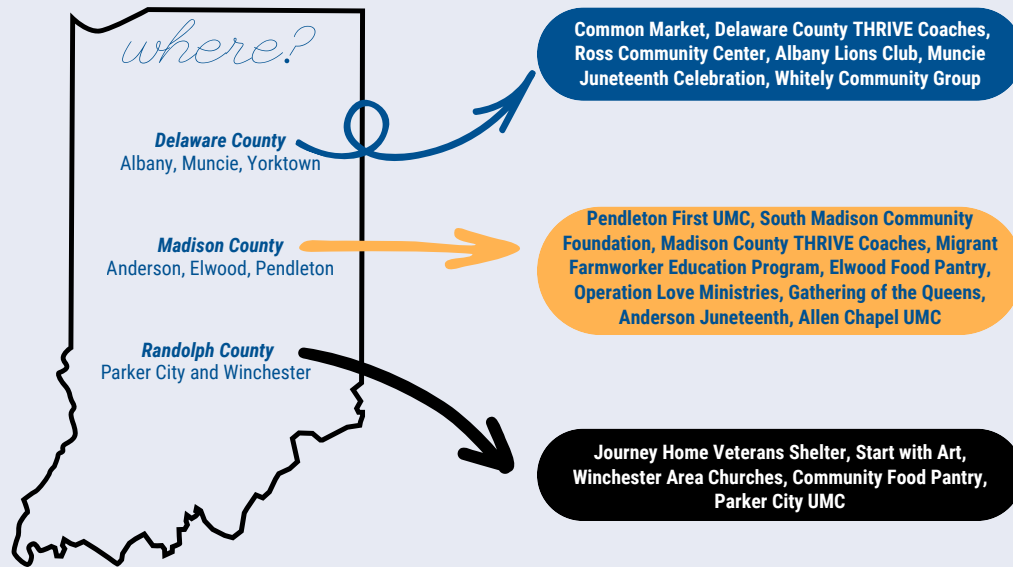 where?
Delaware County
Albany, Muncie, Yorktown
Common Market, Delaware County THRIVE Coaches,
Ross Community Center, Albany Lions Club, Muncie
Juneteenth Celebration, Whitely Community Group
Madison County
Anderson, Elwood, Pendleton
Pendleton First UMC, South Madison Community
Foundation, Madison County THRIVE Coaches, Migrant
Farmworker Education Program, Elwood Food Pantry,
Operation Love Ministries, Gathering of the Queens,
Anderson Juneteenth, Allen Chapel UMC
Randolph County
Parker City and Winchester
Journey Home Veterans Shelter, Start with Art,
Winchester Area Churches, Community Food Pantry,
Parker City UMC